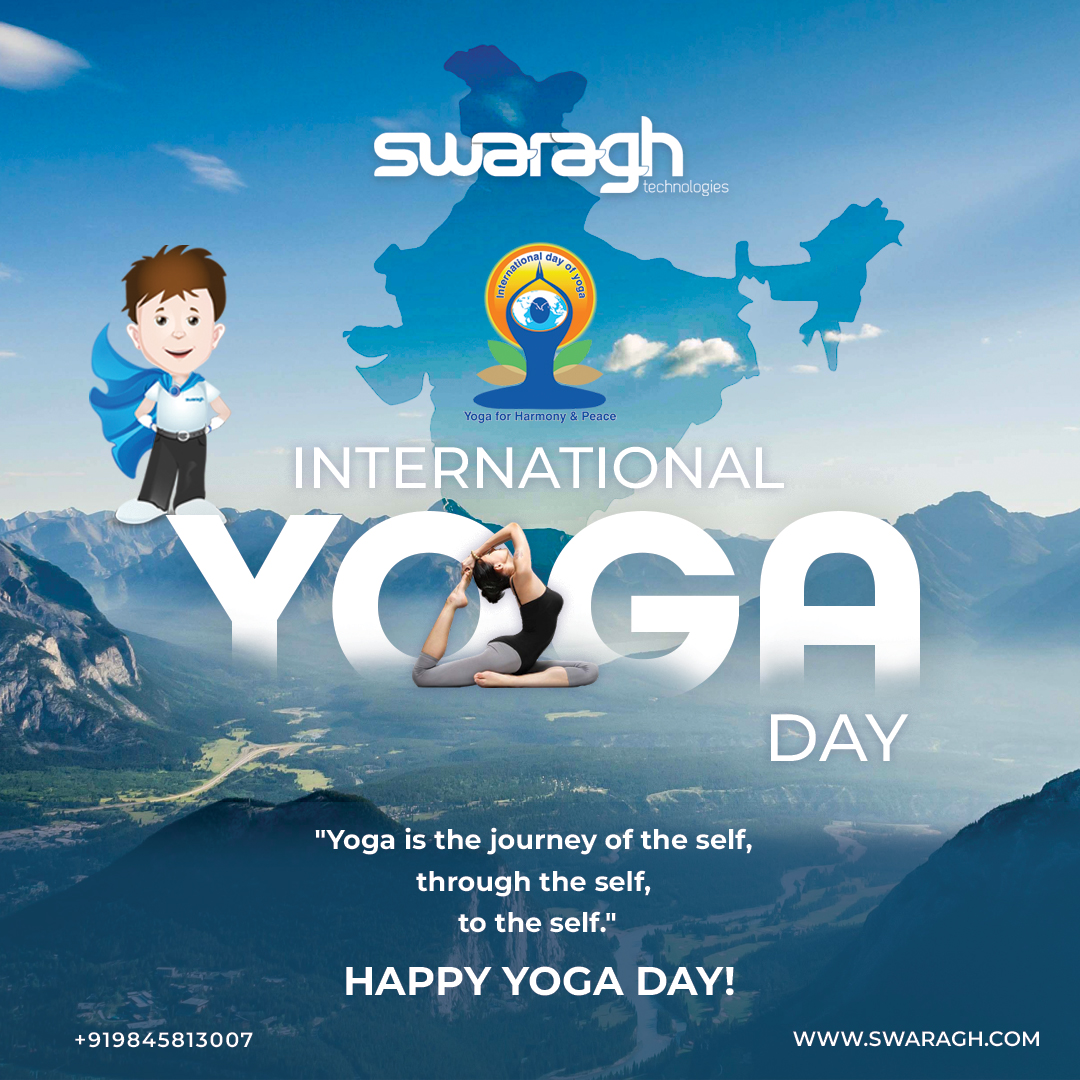 swaragh
technologies
International day of yoga
Yoga for Harmony & Peace
swaragh
INTERNATIONAL
YOGA
DAY
"Yoga is the journey of the self,
through the self,
to the self."
HAPPY YOGA DAY!
+919845813007
WWW.SWARAGH.COM